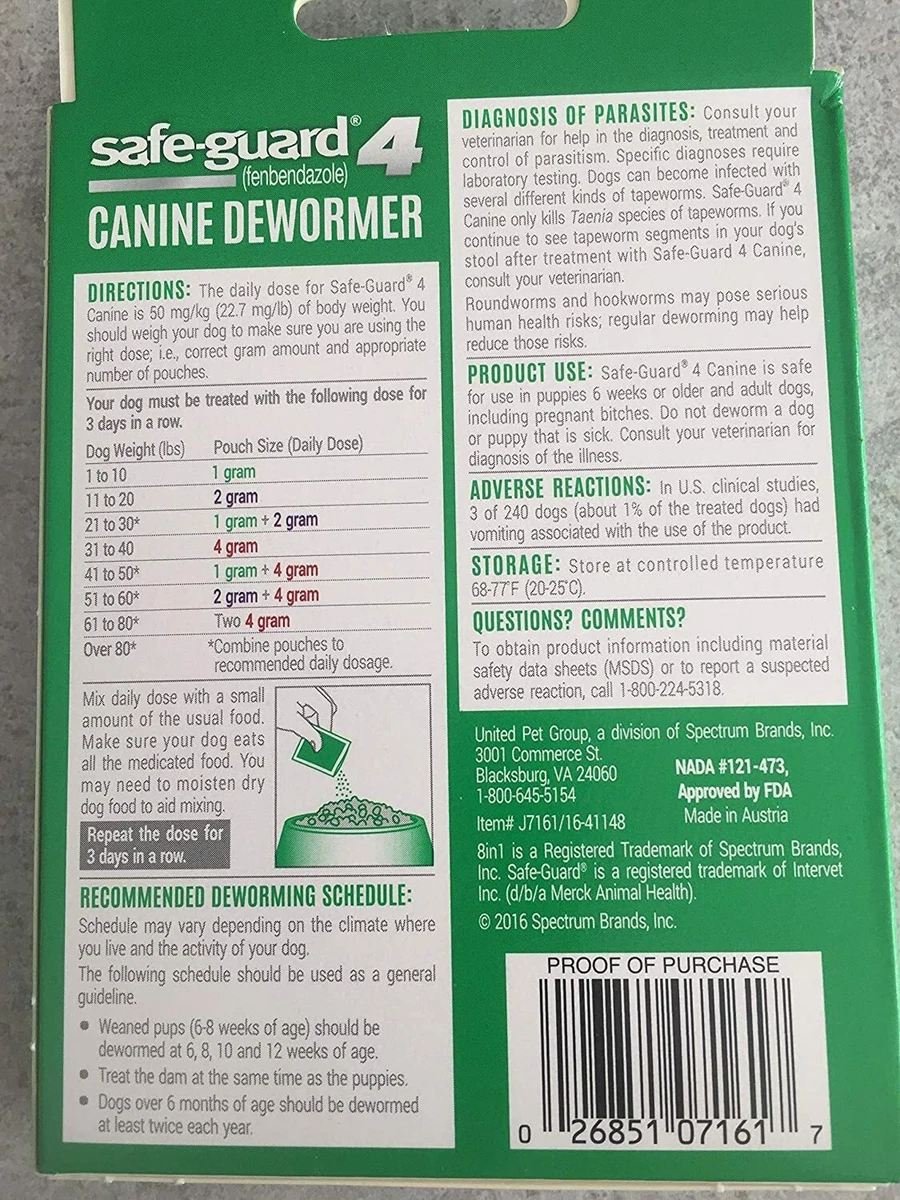 safe-guard® 4
(fenbendazole)
CANINE DEWORMER
DIRECTIONS: The daily dose for Safe-Guard® 4
Canine is 50 mg/kg (22.7 mg/lb) of body weight. You
should weigh your dog to make sure you are using the
right dose; i.e., correct gram amount and appropriate
number of pouches.
Your dog must be treated with the following dose for
3 days in a row.
Dog Weight (lbs) Pouch Size (Daily Dose)
1 to 10 1 gram
11 to 20 2 gram
21 to 30* 1 gram + 2 gram
31 to 40 4 gram
41 to 50* 1 gram + 4 gram
51 to 60* 2 gram + 4 gram
61 to 80* Two 4 gram
Over 80* *Combine pouches to
recommended daily dosage.
Mix daily dose with a small
amount of the usual food.
Make sure your dog eats
all the medicated food. You
may need to moisten dry
dog food to aid mixing.
Repeat the dose for
3 days in a row.
RECOMMENDED DEWORMING SCHEDULE:
Schedule may vary depending on the climate where
you live and the activity of your dog.
The following schedule should be used as a general
guideline.
• Weaned pups (6-8 weeks of age) should be
dewormed at 6, 8, 10 and 12 weeks of age.
• Treat the dam at the same time as the puppies.
• Dogs over 6 months of age should be dewormed
at least twice each year.
DIAGNOSIS OF PARASITES: Consult your
veterinarian for help in the diagnosis, treatment and
control of parasitism. Specific diagnoses require
laboratory testing. Dogs can become infected with
several different kinds of tapeworms. Safe-Guard® 4
Canine only kills Taenia species of tapeworms. If you
continue to see tapeworm segments in your dog's
stool after treatment with Safe-Guard 4 Canine,
consult your veterinarian.
Roundworms and hookworms may pose serious
human health risks; regular deworming may help
reduce those risks.
PRODUCT USE: Safe-Guard® 4 Canine is safe
for use in puppies 6 weeks or older and adult dogs,
including pregnant bitches. Do not deworm a dog
or puppy that is sick. Consult your veterinarian for
diagnosis of the illness.
ADVERSE REACTIONS: In U.S. clinical studies,
3 of 240 dogs (about 1% of the treated dogs) had
vomiting associated with the use of the product.
STORAGE: Store at controlled temperature
68-77°F (20-25°C).
QUESTIONS? COMMENTS?
To obtain product information including material
safety data sheets (MSDS) or to report a suspected
adverse reaction, call 1-800-224-5318.
United Pet Group, a division of Spectrum Brands, Inc.
3001 Commerce St.
Blacksburg, VA 24060
1-800-645-5154
Item# J7161/16-41148
NADA #121-473,
Approved by FDA
Made in Austria
8in1 is a Registered Trademark of Spectrum Brands,
Inc. Safe-Guard® is a registered trademark of Intervet
Inc. (d/b/a Merck Animal Health).
© 2016 Spectrum Brands, Inc.
PROOF OF PURCHASE
0 26851 07161 7